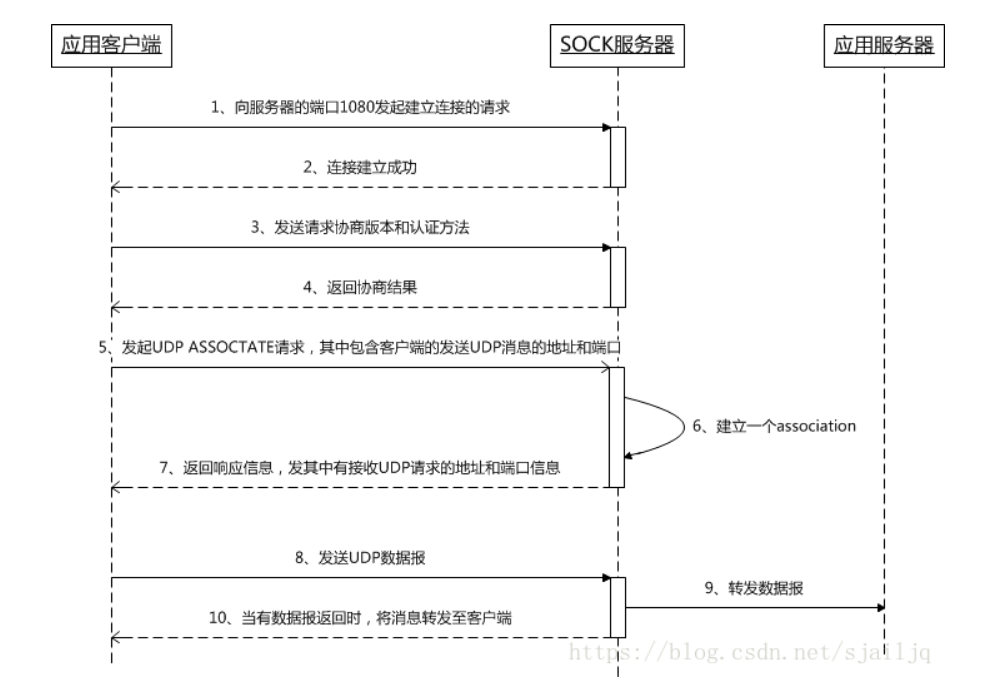 应用客户端
SOCK服务器
应用服务器
1、向服务器的端口1080发起建立连接的请求
2、连接建立成功
3、发送请求协商版本和认证方法
4、返回协商结果
5、发起UDP ASSOCTATE请求，其中包含客户端的发送UDP消息的地址和端口
6、建立一个association
7、返回响应信息，发其中有接收UDP请求的地址和端口信息
8、发送UDP数据报
9、转发数据报
10、当有数据报返回时，将消息转发至客户端
https://blog.csdn.net/sjailjq